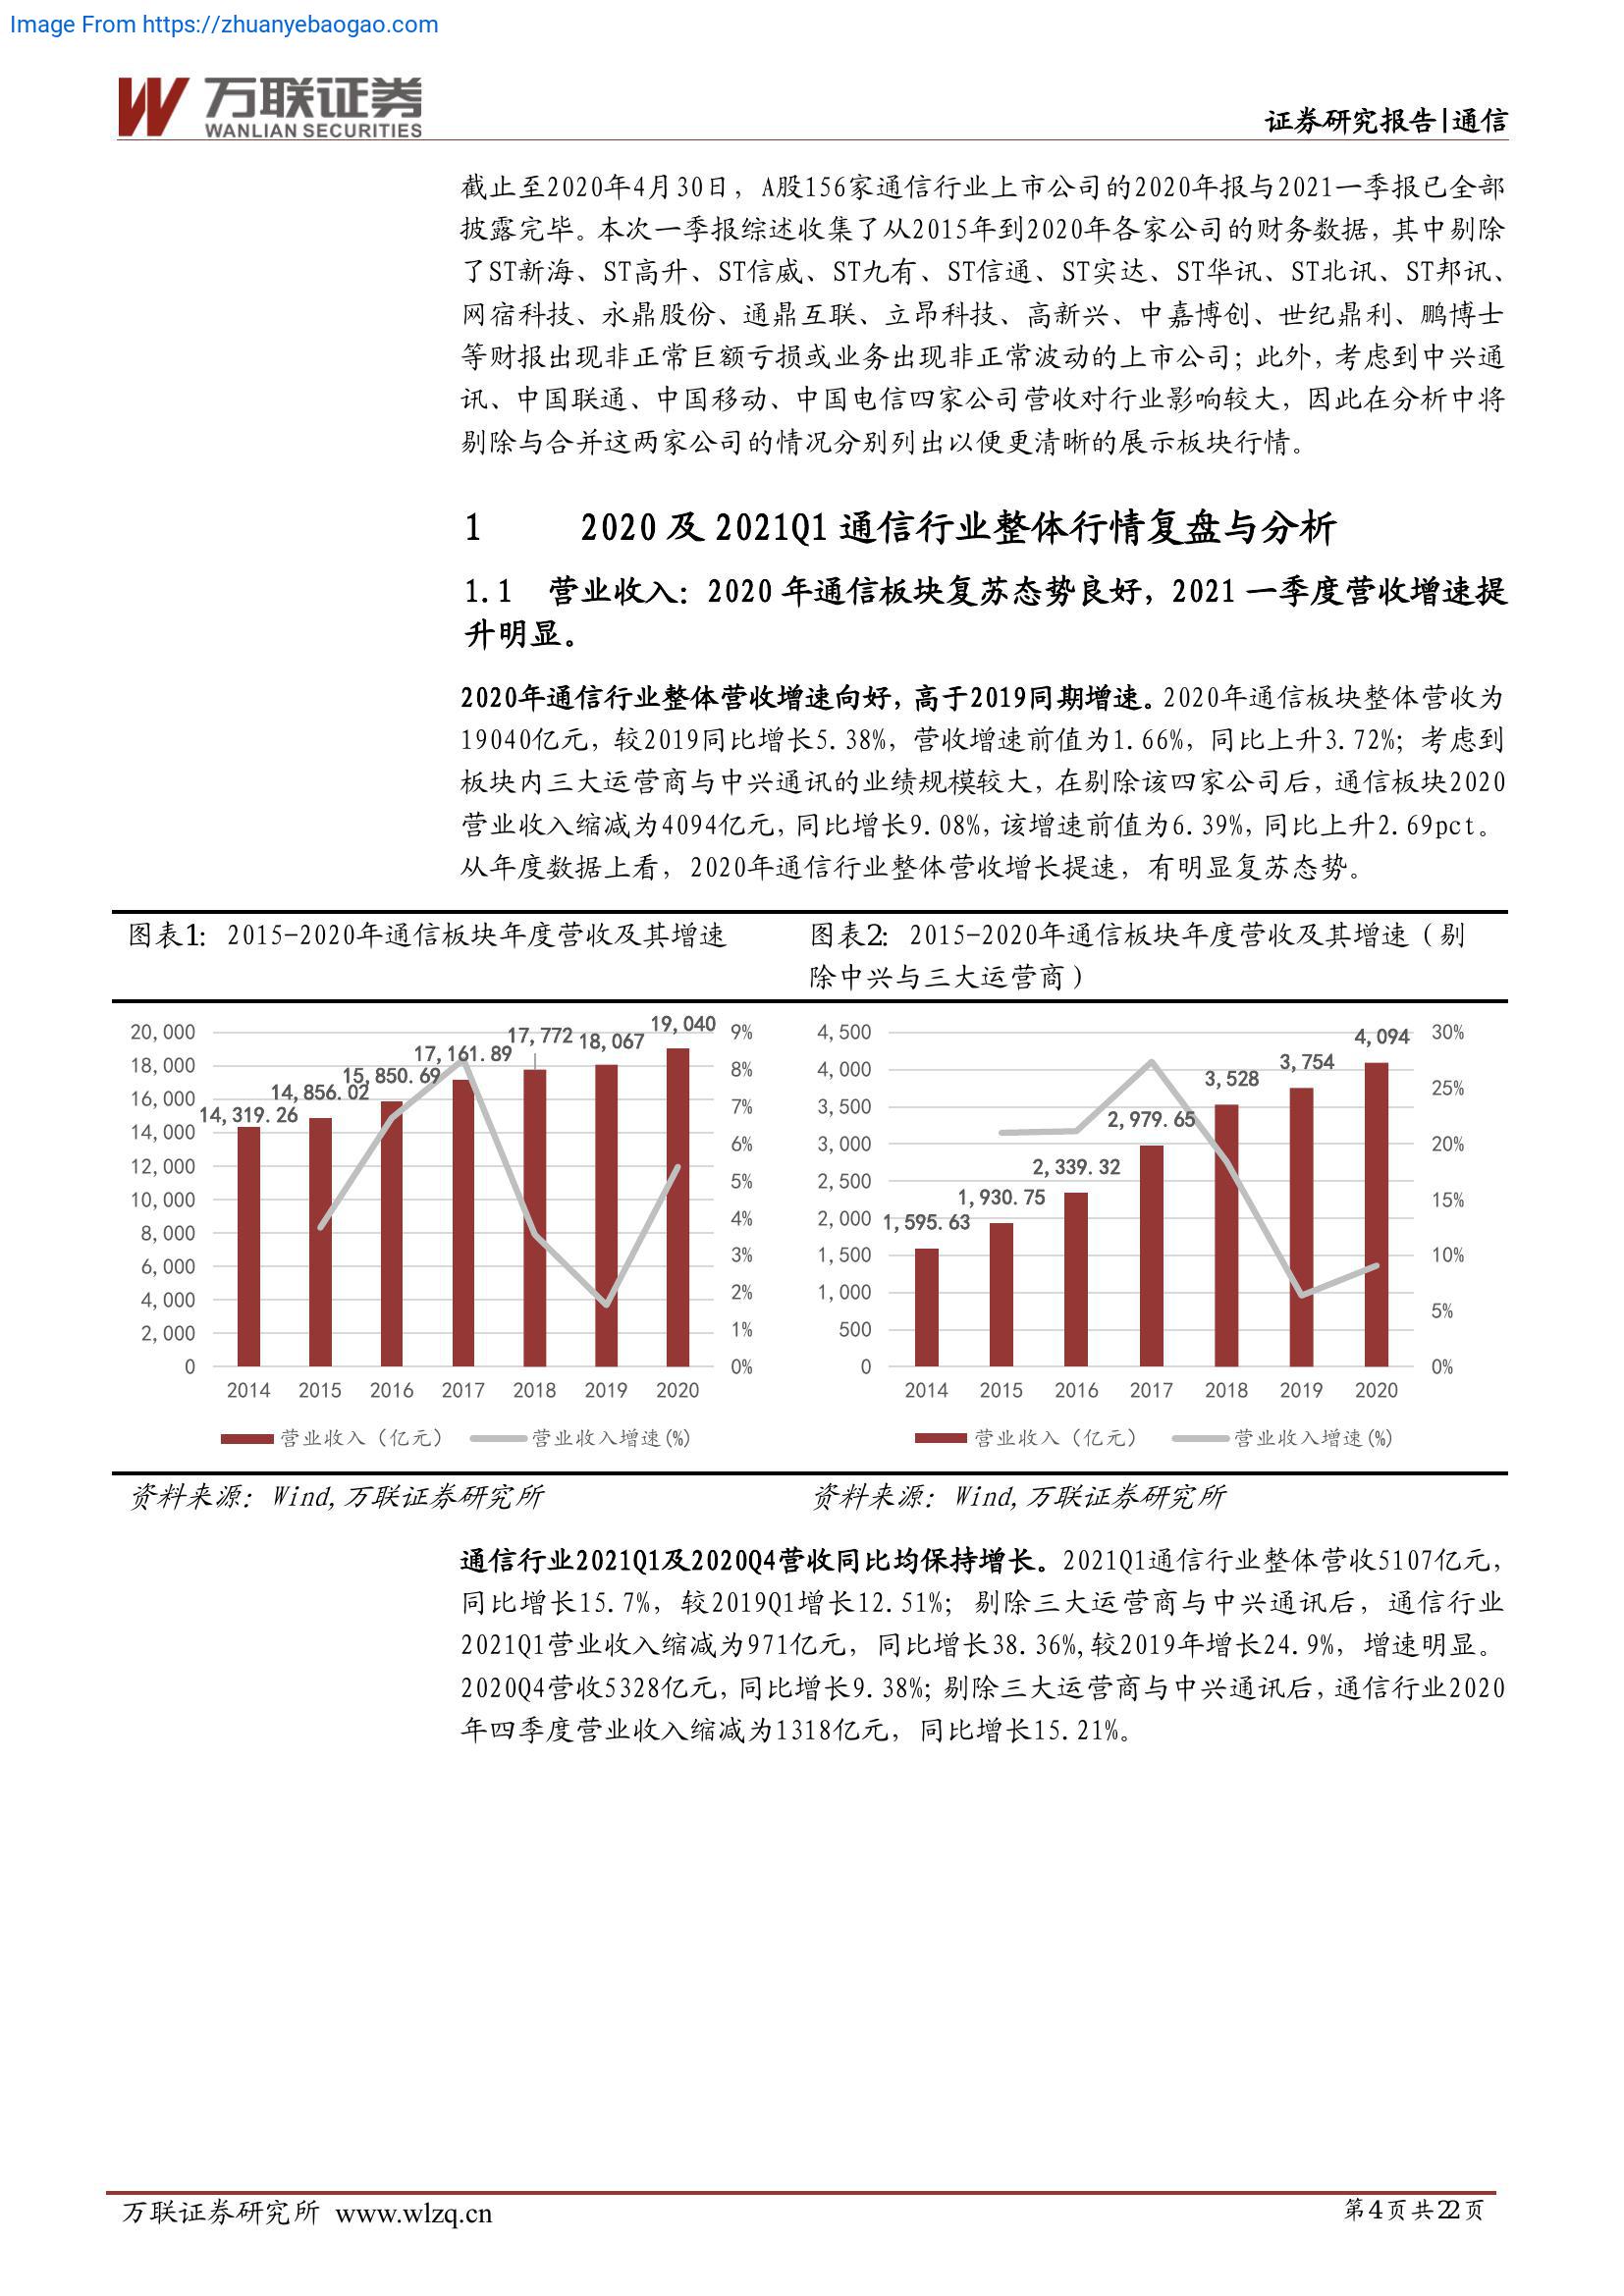 Image From https://zhuanyebaogao.com
万联证券
WANLIAN SECURITIES
证券研究报告|通信
截止至2020年4月30日，A股156家通信行业上市公司的2020年报与2021一季报已全部
披露完毕。本次一季报综述收集了从2015年到2020年各家公司的财务数据，其中剔除
了ST新海、ST高升、ST信威、ST九有、ST信通、ST实达、ST华讯、ST北讯、ST邦讯、
网宿科技、永鼎股份、通鼎互联、立昂科技、高新兴、中嘉博创、世纪鼎利、鹏博士
等财报出现非正常巨额亏损或业务出现非正常波动的上市公司；此外，考虑到中兴通
讯、中国联通、中国移动、中国电信四家公司营收对行业影响较大，因此在分析中将
剔除与合并这两家公司的情况分别列出以便更清晰的展示板块行情。
1 2020 及 2021Q1 通信行业整体行情复盘与分析
1.1 营业收入：2020 年通信板块复苏态势良好，2021 一季度营收增速提
升明显。
2020年通信行业整体营收增速向好，高于2019同期增速。2020年通信板块整体营收为
19040亿元，较2019同比增长5.38%，营收增速前值为1.66%，同比上升3.72%；考虑到
板块内三大运营商与中兴通讯的业绩规模较大，在剔除该四家公司后，通信板块2020
营业收入缩减为4094亿元，同比增长9.08%，该增速前值为6.39%，同比上升2.69pct。
从年度数据上看，2020年通信行业整体营收增长提速，有明显复苏态势。
图表1：2015-2020年通信板块年度营收及其增速
20,000
18,000
16,000
14,000
12,000
10,000
8,000
6,000
4,000
2,000
0
14,319.26
14,856.02
15,850.69
17,161.89
17,772
18,067
19,040
9%
8%
7%
6%
5%
4%
3%
2%
1%
0%
2014 2015 2016 2017 2018 2019 2020
营业收入（亿元） 营业收入增速(%)
资料来源：Wind,万联证券研究所
图表2：2015-2020年通信板块年度营收及其增速（剔
除中兴与三大运营商）
4,500
4,000
3,500
3,000
2,500
2,000
1,500
1,000
500
0
1,595.63
1,930.75
2,339.32
2,979.65
3,528
3,754
4,094
30%
25%
20%
15%
10%
5%
0%
2014 2015 2016 2017 2018 2019 2020
营业收入（亿元） 营业收入增速(%)
资料来源：Wind,万联证券研究所
通信行业2021Q1及2020Q4营收同比均保持增长。2021Q1通信行业整体营收5107亿元，
同比增长15.7%，较2019Q1增长12.51%；剔除三大运营商与中兴通讯后，通信行业
2021Q1营业收入缩减为971亿元，同比增长38.36%,较2019年增长24.9%，增速明显。
2020Q4营收5328亿元，同比增长9.38%；剔除三大运营商与中兴通讯后，通信行业2020
年四季度营业收入缩减为1318亿元，同比增长15.21%。
万联证券研究所 www.wlzq.cn
第4页共22页